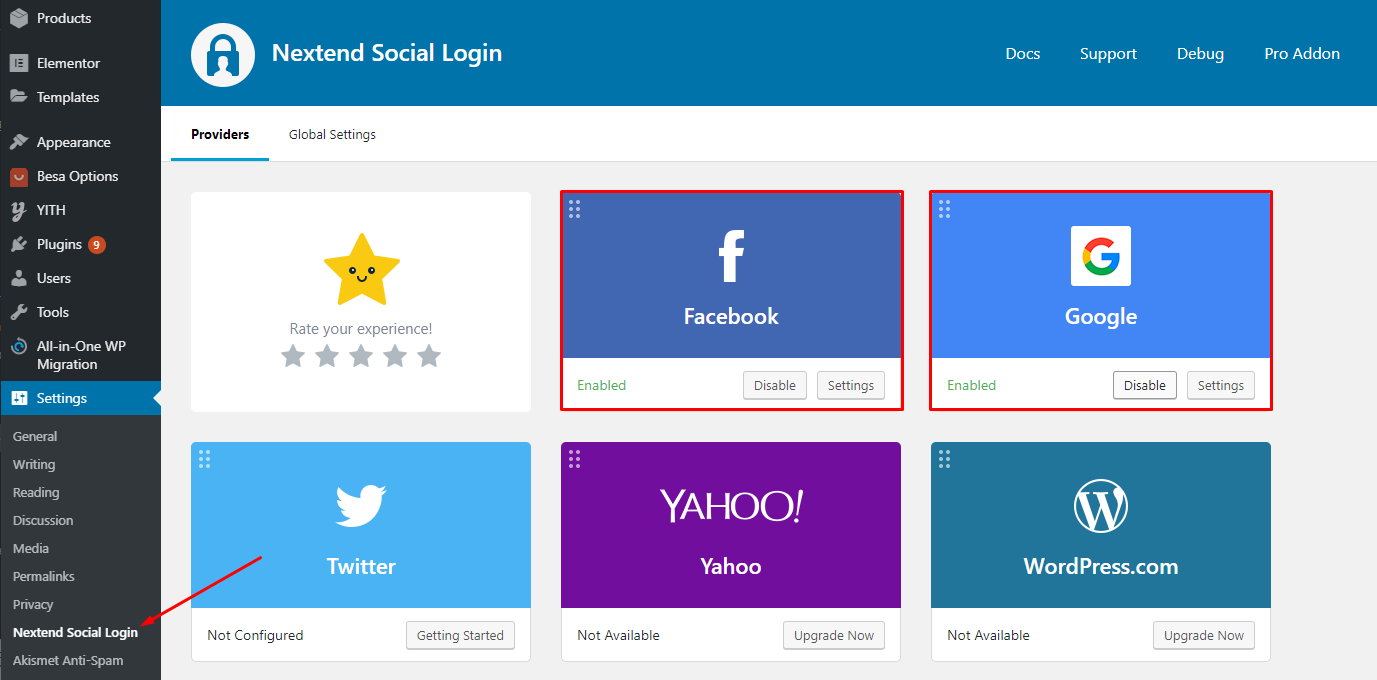 Products
Elementor
Templates
Appearance
Besa Options
YITH
Plugins 9
Users
Tools
All-in-One WP
Migration
Settings
General
Writing
Reading
Discussion
Media
Permalinks
Privacy
Nextend Social Login
Akismet Anti-Spam
Nextend Social Login
Docs Support Debug Pro Addon
Providers Global Settings
Rate your experience!
f
Facebook
Enabled Disable Settings
G
Google
Enabled Disable Settings
Twitter
Not Configured Getting Started
YAHOO!
Yahoo
Not Available Upgrade Now
W
WordPress.com
Not Available Upgrade Now